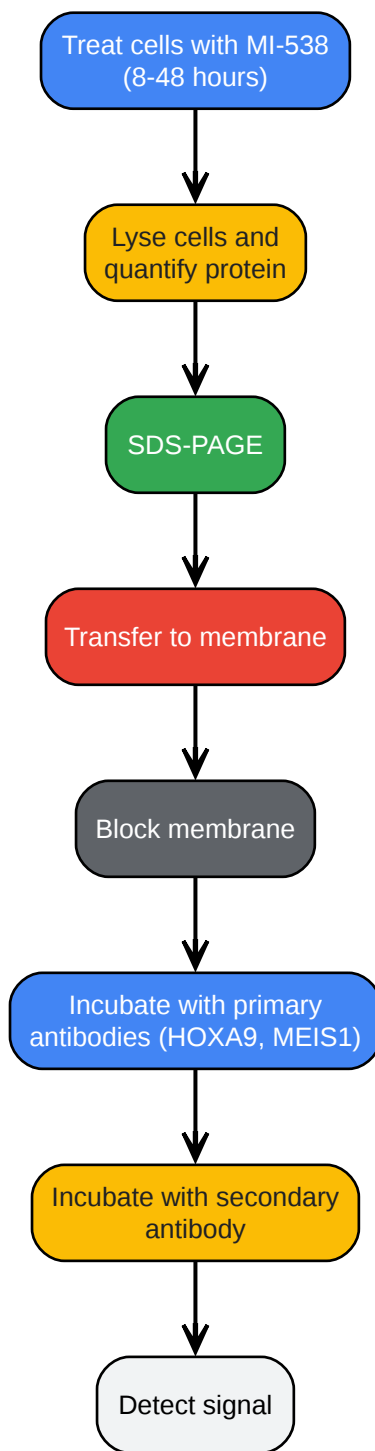 Treat cells with MI-538
(8-48 hours)
Lyse cells and
quantify protein
SDS-PAGE
Transfer to membrane
Block membrane
Incubate with primary
antibodies (HOXA9, MEIS1)
Incubate with secondary
antibody
Detect signal